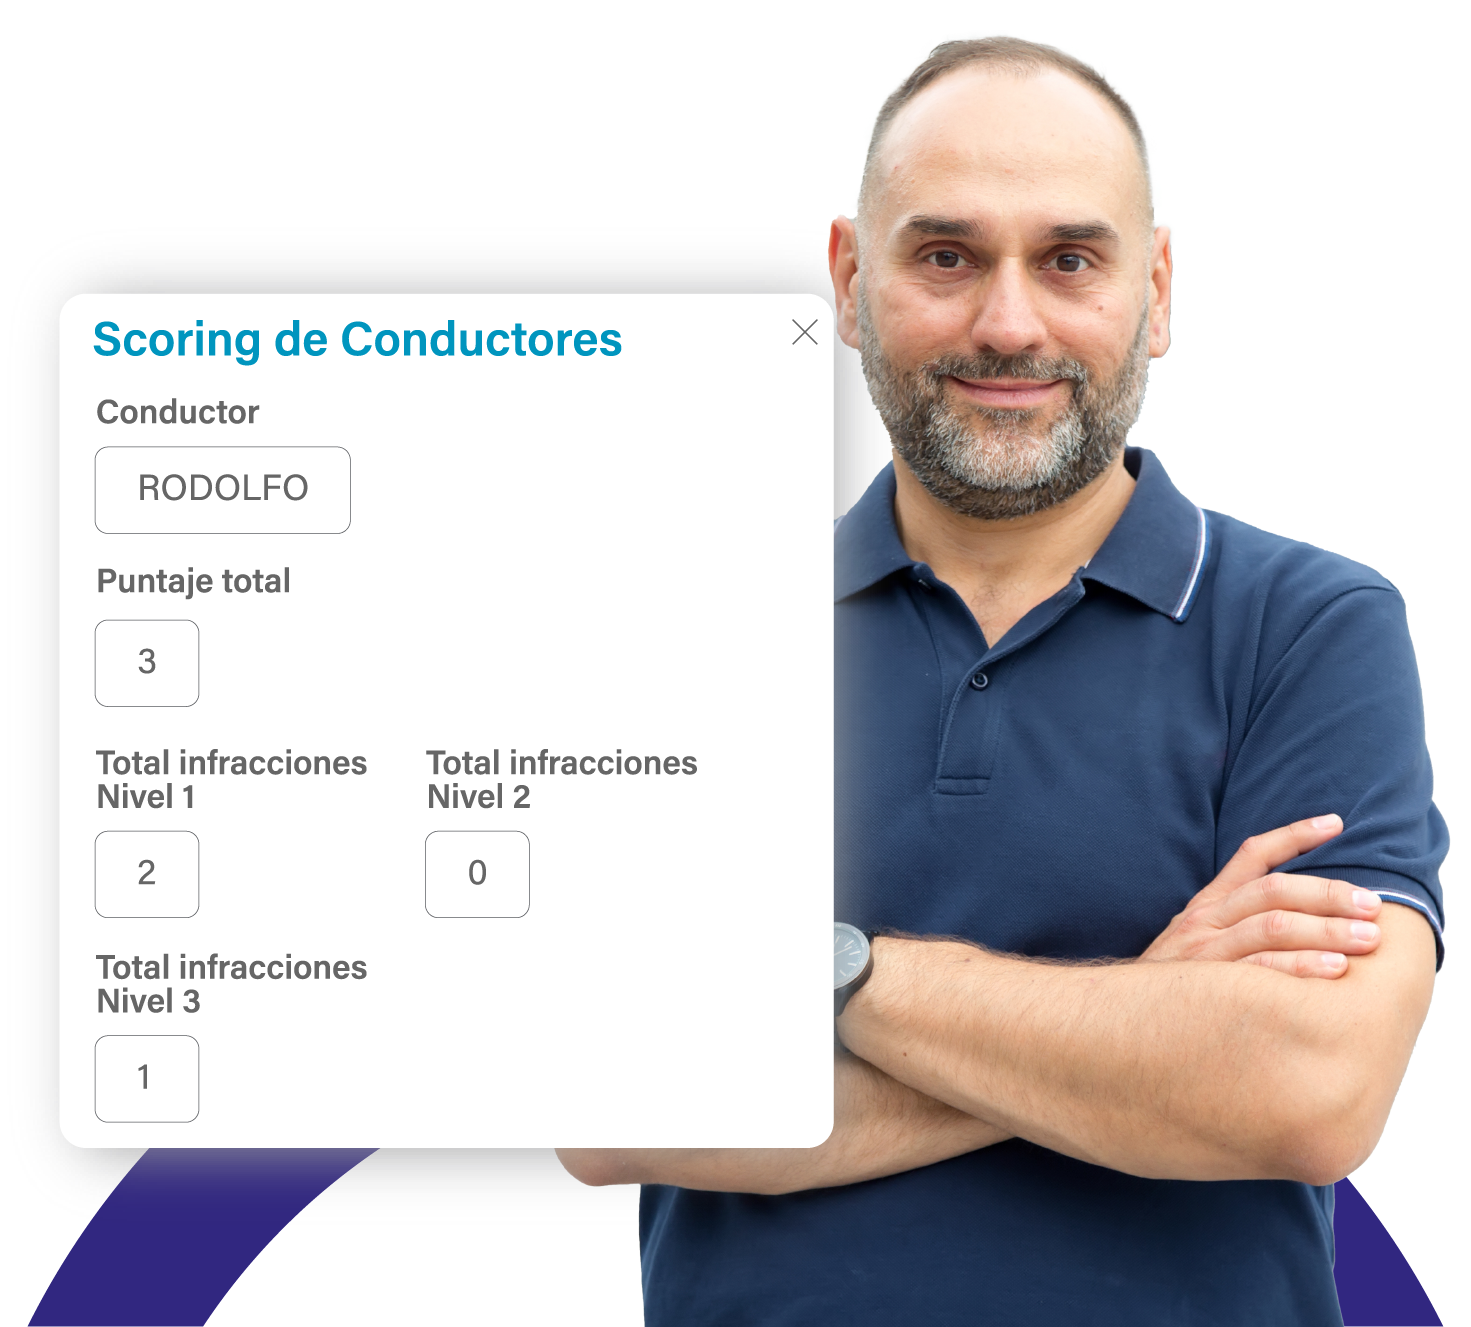 Scoring de Conductores
Conductor
RODOLFO
Puntaje total
3
Total infracciones
Nivel 1
2
Total infracciones
Nivel 2
0
Total infracciones
Nivel 3
1